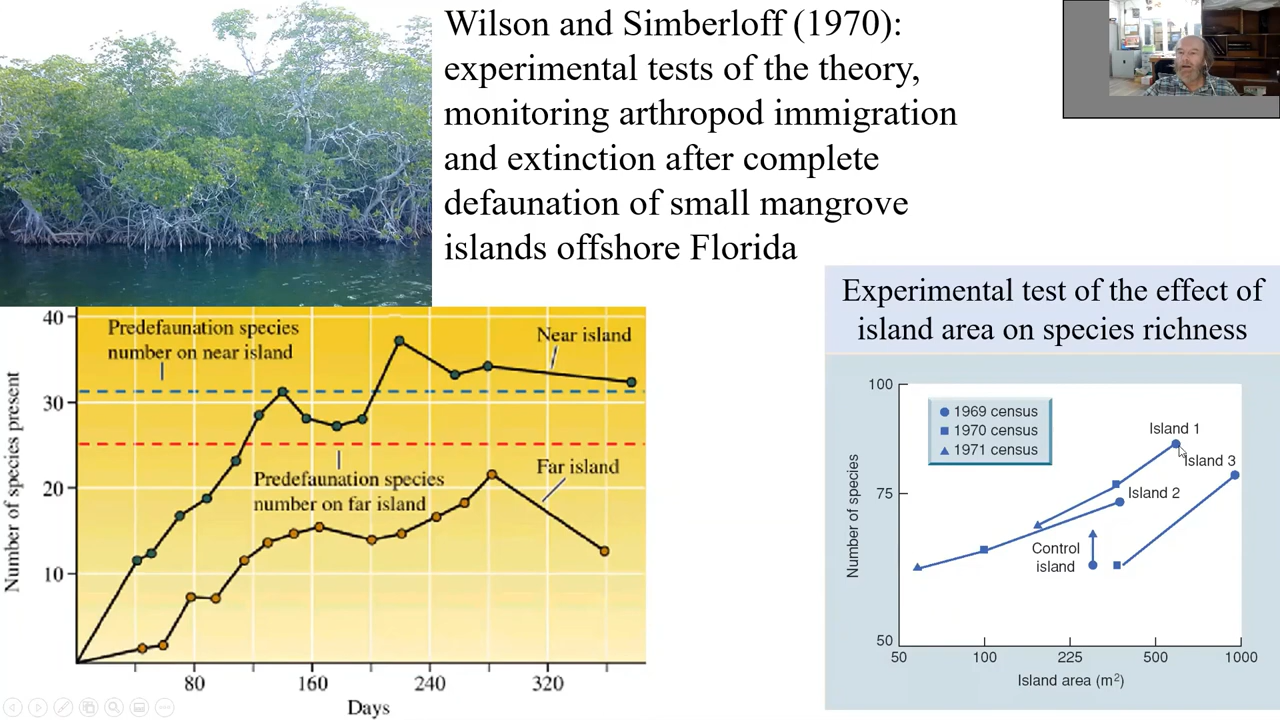 Wilson and Simberloff (1970):
experimental tests of the theory,
monitoring arthropod immigration
and extinction after complete
defaunation of small mangrove
islands offshore Florida
Number of species present
40
30
20
10
Predefaunation species
number on near island
Near island
Predefaunation species
number on far island
Far island
80
160
240
320
Days
Experimental test of the effect of
island area on species richness
Number of species
100
75
50
1969 census
1970 census
1971 census
Island 1
Island 3
Island 2
Control
island
50
100
225
500
1000
Island area (m²)